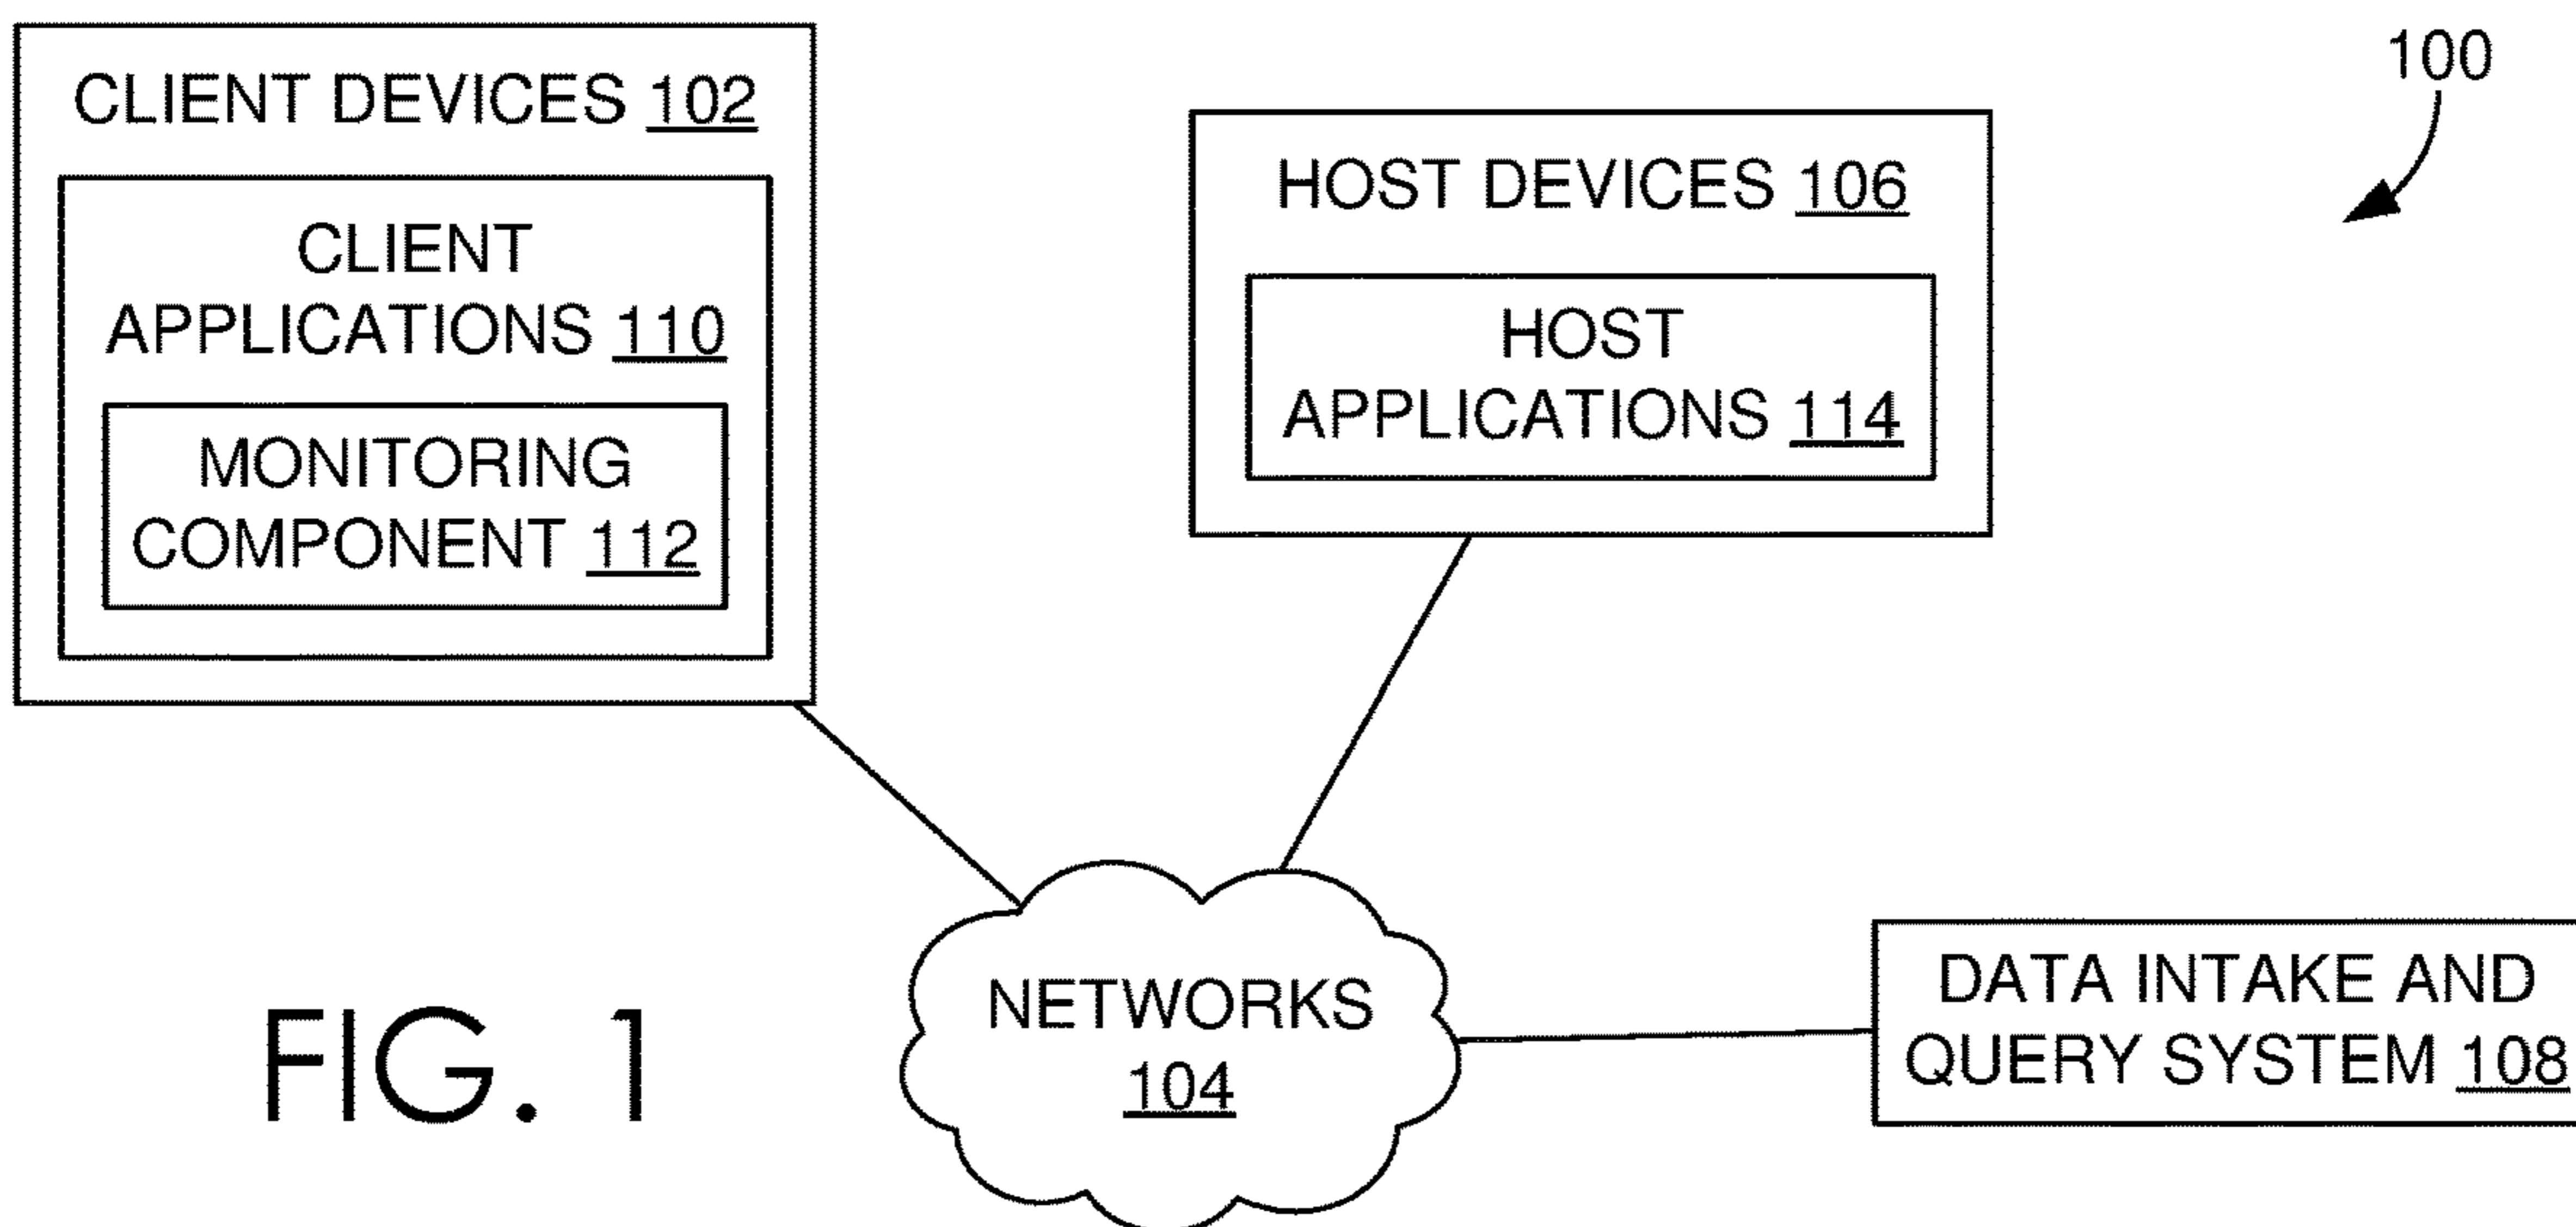 CLIENT DEVICES 102
CLIENT
APPLICATIONS 110
MONITORING
COMPONENT 112
HOST DEVICES 106
HOST
APPLICATIONS 114
100
NETWORKS
104
DATA INTAKE AND
QUERY SYSTEM 108
FIG. 1